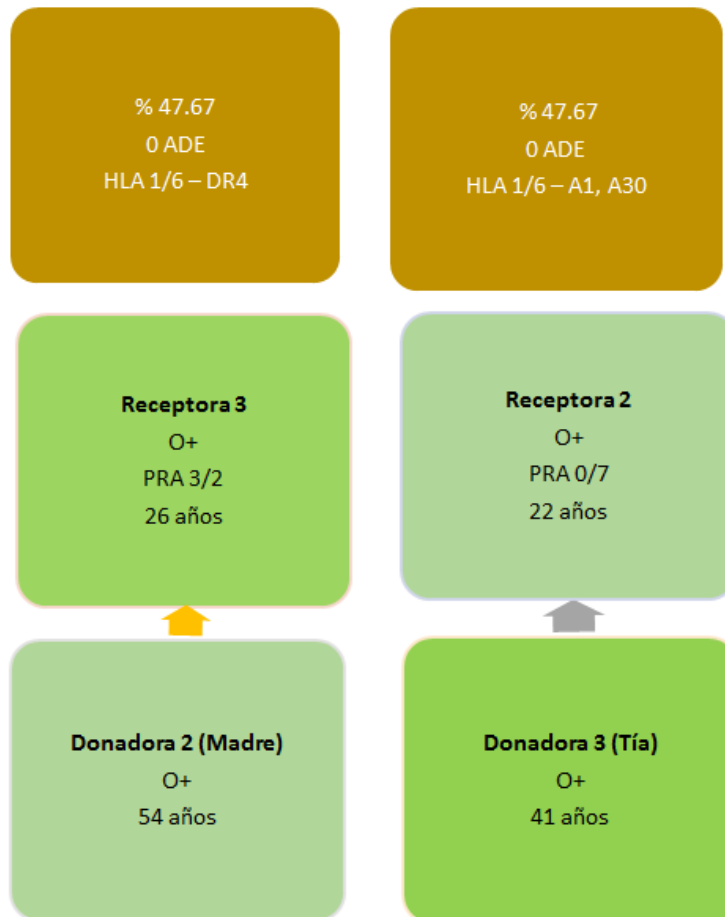 % 47.67
0 ADE
HLA 1/6 – DR4
% 47.67
0 ADE
HLA 1/6 – A1, A30
Receptora 3
O+
PRA 3/2
26 años
Receptora 2
O+
PRA 0/7
22 años
Donadora 2 (Madre)
O+
54 años
Donadora 3 (Tía)
O+
41 años